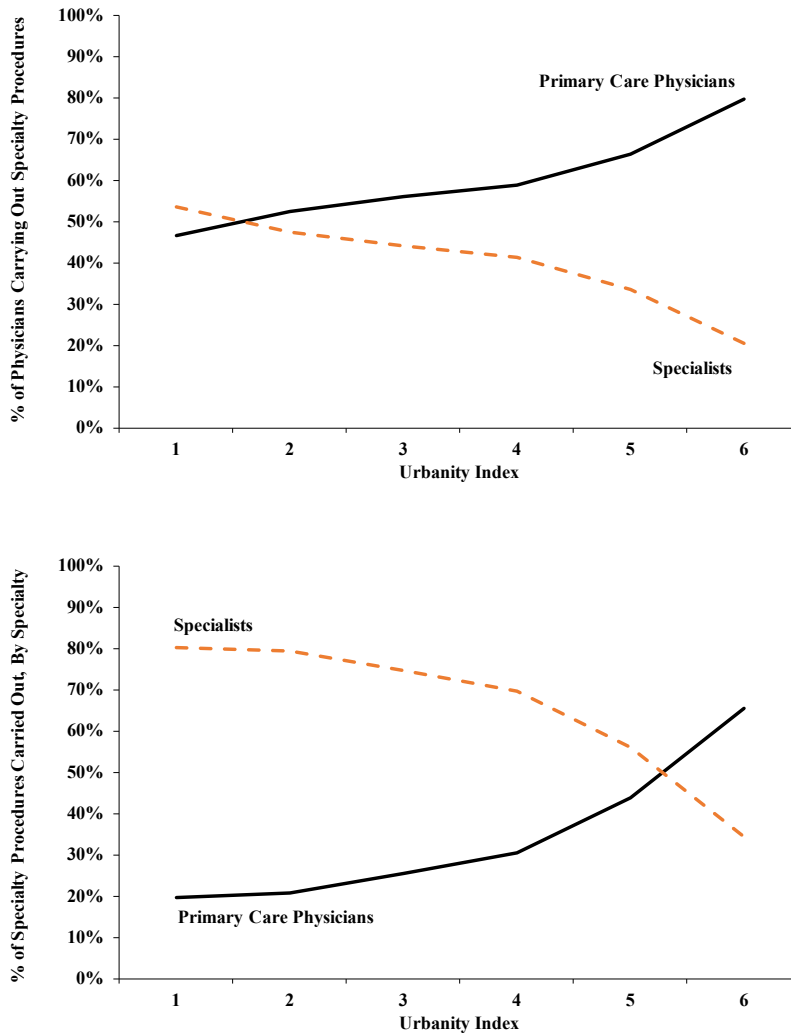 % of Physicians Carrying Out Specialty Procedures
100%
90%
80%
70%
60%
50%
40%
30%
20%
10%
0%
Primary Care Physicians
Specialists
1 2 3 4 5 6
Urbanity Index
% of Specialty Procedures Carried Out, By Specialty
100%
90%
80%
70%
60%
50%
40%
30%
20%
10%
0%
Specialists
Primary Care Physicians
1 2 3 4 5 6
Urbanity Index